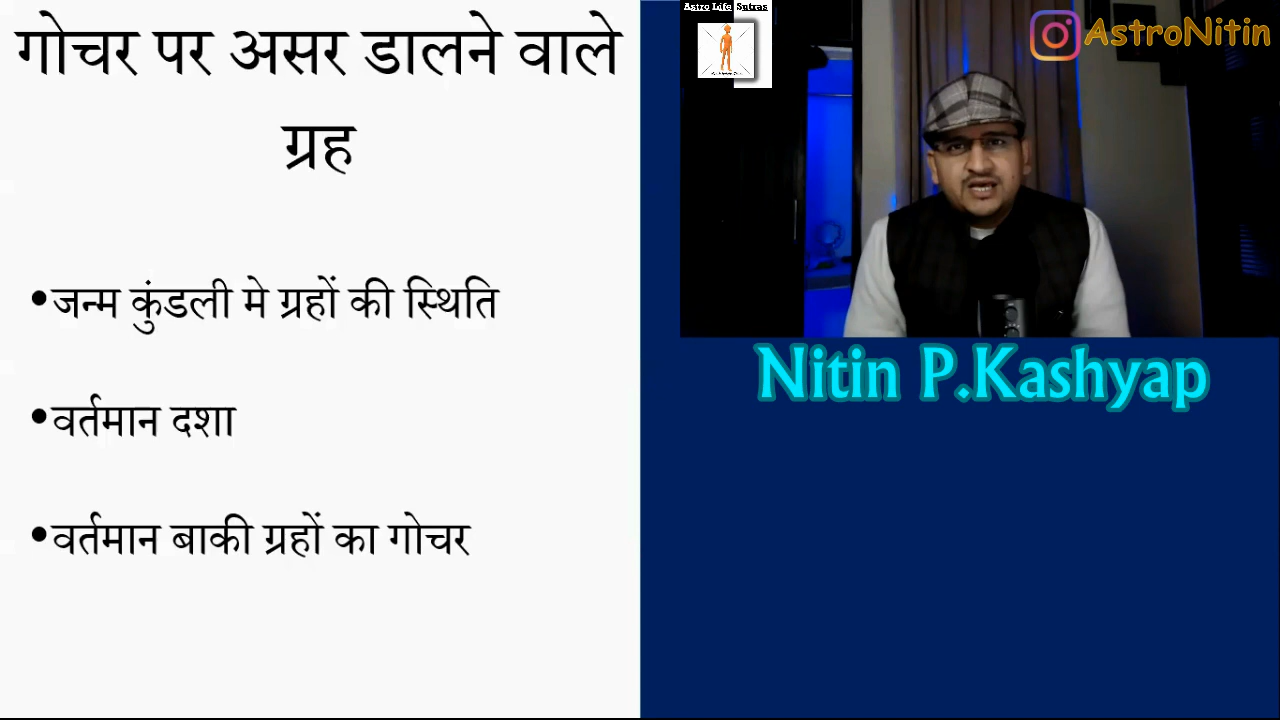 गोचर पर असर डालने वाले
ग्रह
•जन्म कुंडली मे ग्रहों की स्थिति
•वर्तमान दशा
•वर्तमान बाकी ग्रहों का गोचर
Astro Life Sutras
AstroNitin
Nitin P.Kashyap